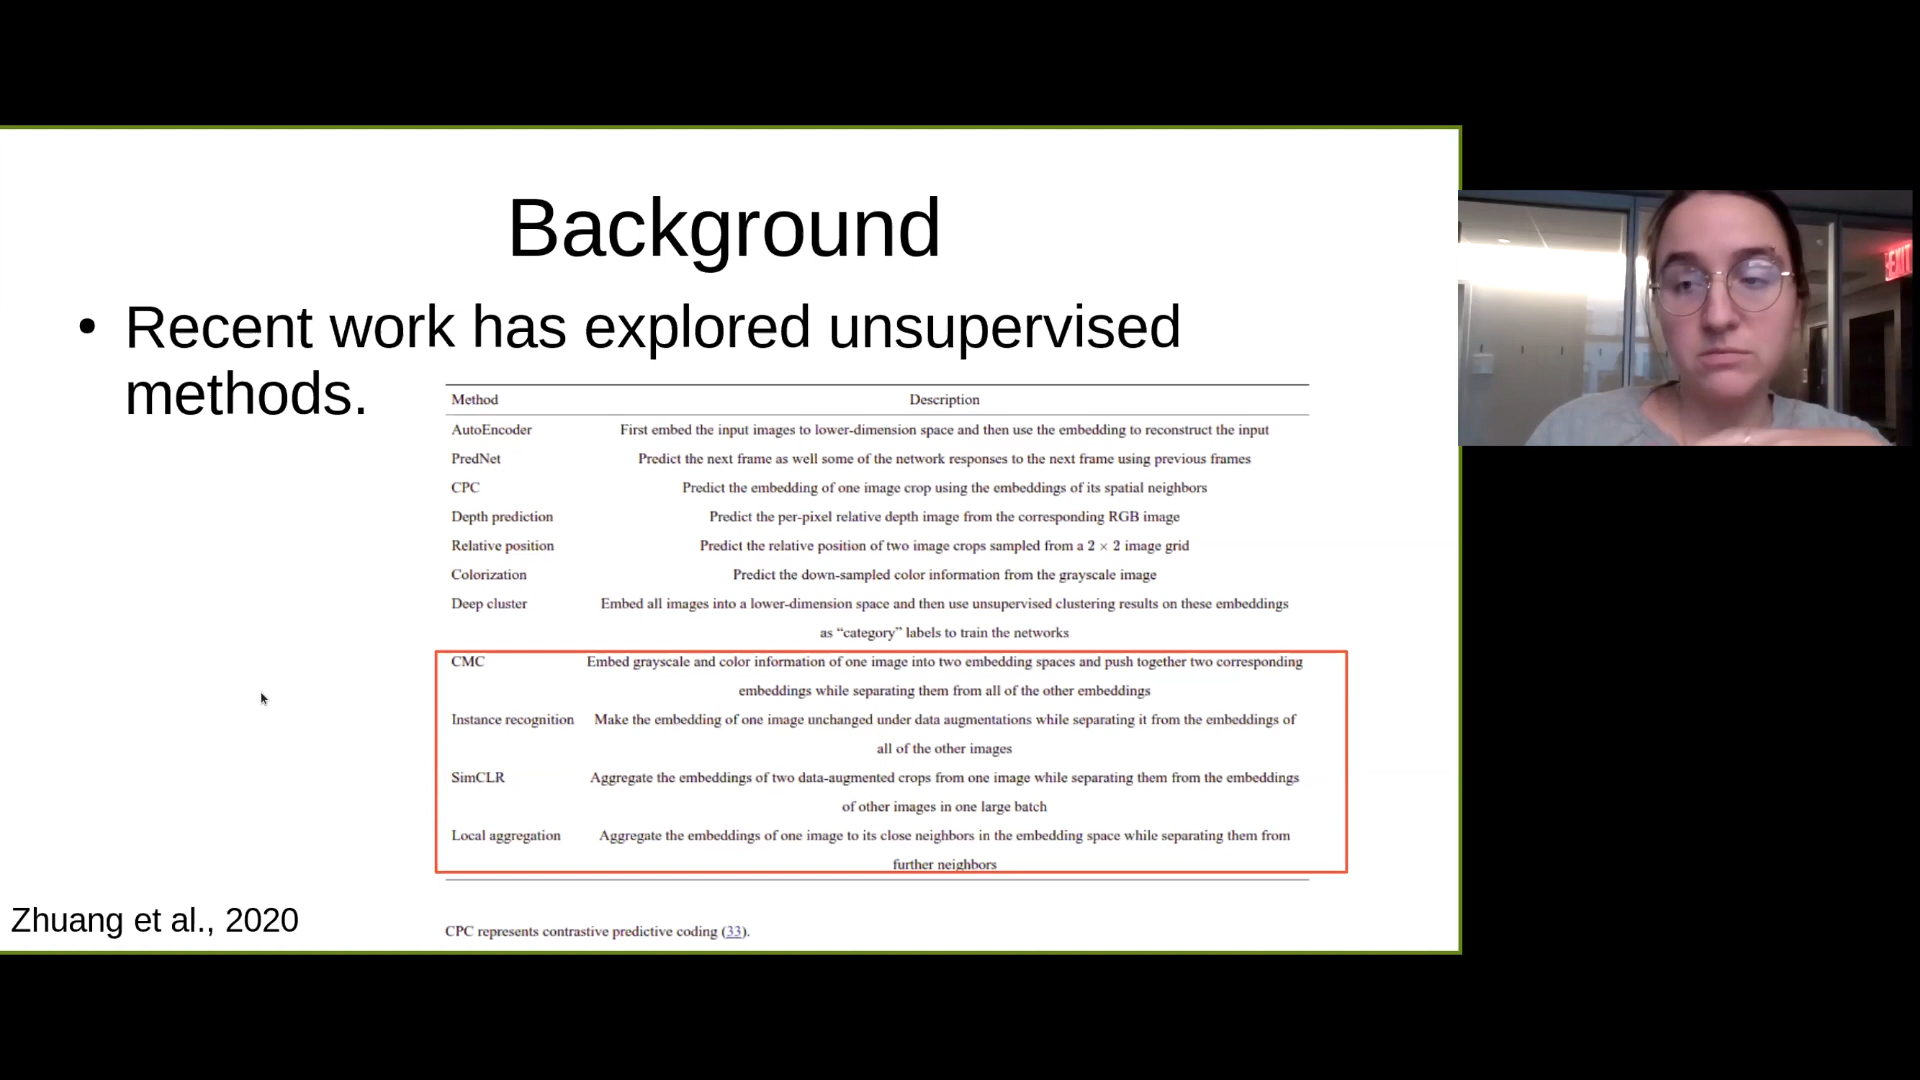 Background
• Recent work has explored unsupervised
methods.
Method Description
AutoEncoder First embed the input images to lower-dimension space and then use the embedding to reconstruct the input
PredNet Predict the next frame as well some of the network responses to the next frame using previous frames
CPC Predict the embedding of one image crop using the embeddings of its spatial neighbors
Depth prediction Predict the per-pixel relative depth image from the corresponding RGB image
Relative position Predict the relative position of two image crops sampled from a 2 × 2 image grid
Colorization Predict the down-sampled color information from the grayscale image
Deep cluster Embed all images into a lower-dimension space and then use unsupervised clustering results on these embeddings
as “category” labels to train the networks
CMC Embed grayscale and color information of one image into two embedding spaces and push together two corresponding
embeddings while separating them from all of the other embeddings
Instance recognition Make the embedding of one image unchanged under data augmentations while separating it from the embeddings of
all of the other images
SimCLR Aggregate the embeddings of two data-augmented crops from one image while separating them from the embeddings
of other images in one large batch
Local aggregation Aggregate the embeddings of one image to its close neighbors in the embedding space while separating them from
further neighbors
Zhuang et al., 2020
CPC represents contrastive predictive coding (33).
EXIT